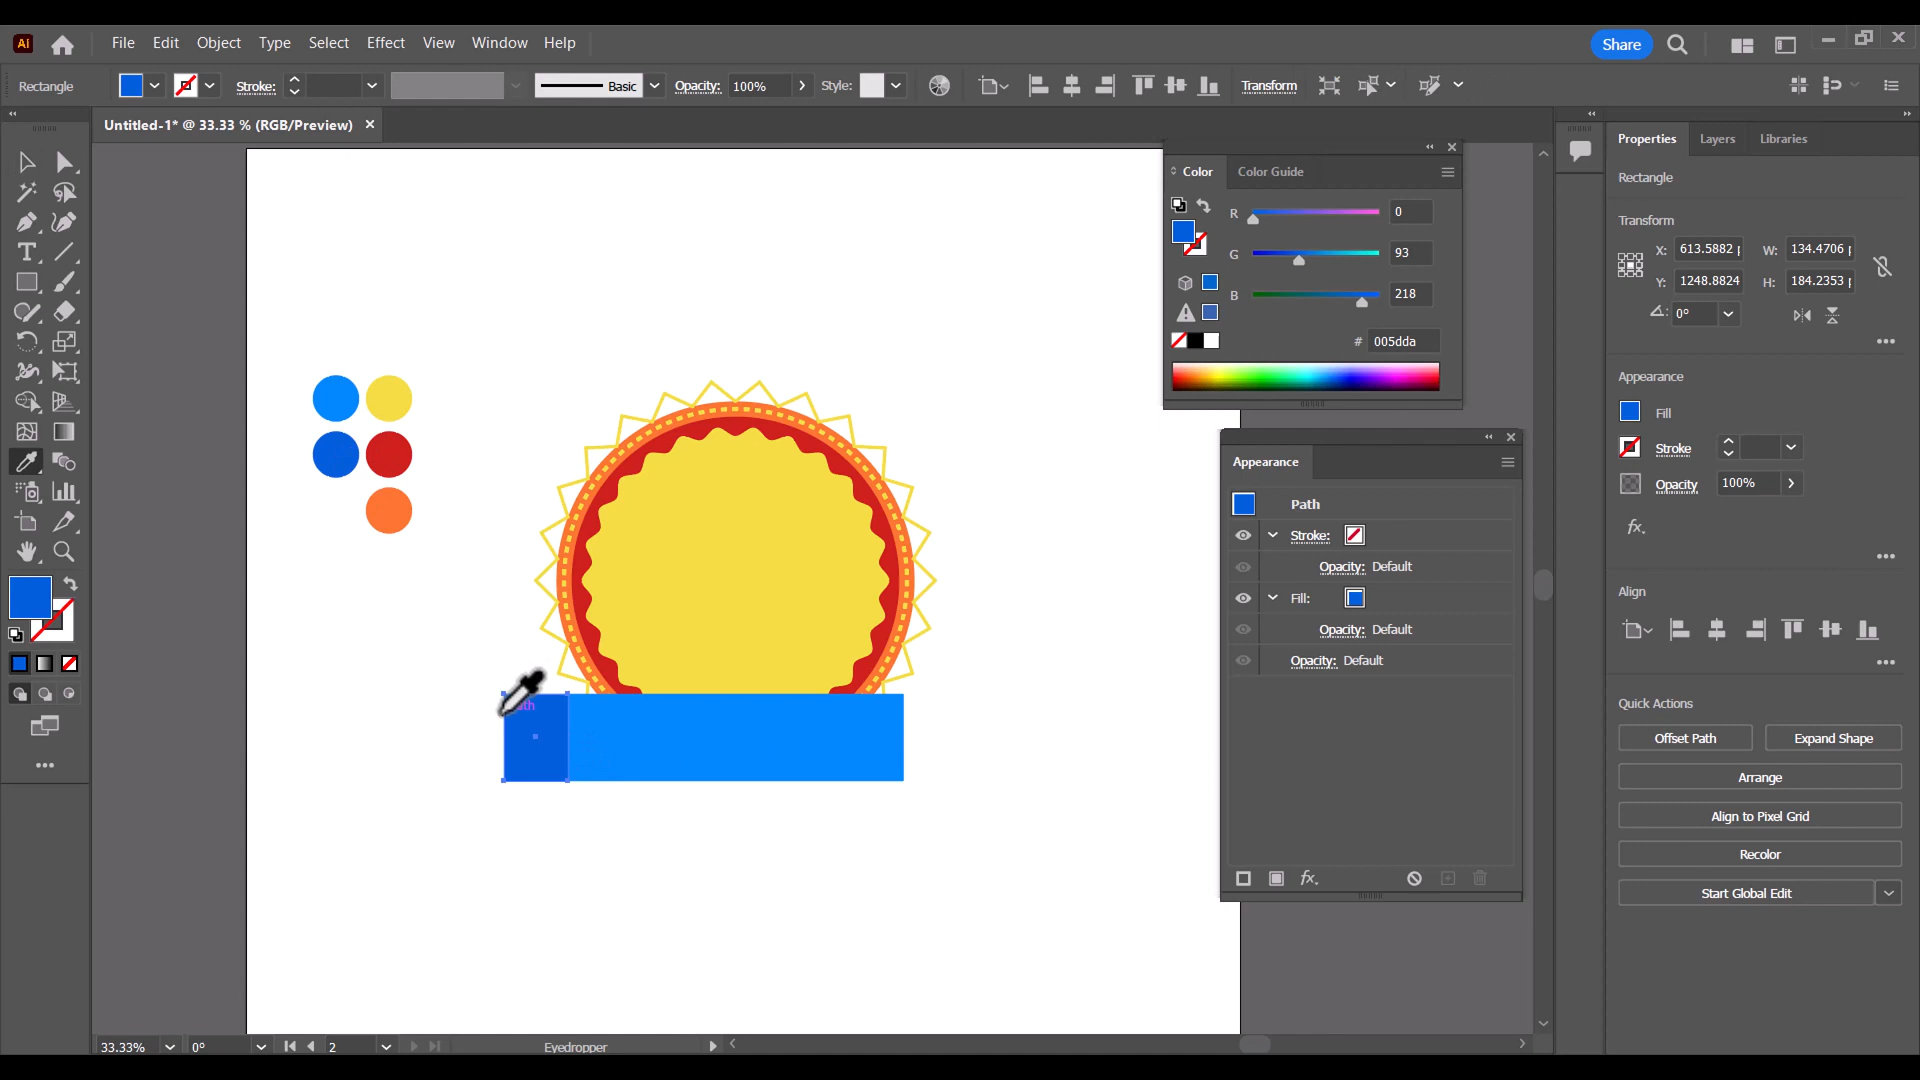 Ai File Edit Object Type Select Effect View Window Help Share
Rectangle Stroke: Basic Opacity: 100% Style: Transform
Untitled-1* @ 33.33 % (RGB/Preview)
Color Color Guide
R 0
G 93
B 218
# 005dda
Appearance
Path
Stroke:
Opacity: Default
Fill:
Opacity: Default
Opacity: Default
fx
Properties Layers Libraries
Rectangle
Transform
X: 613.5882 W: 134.4706
Y: 1248.8824 H: 184.2353
0°
Appearance
Fill
Stroke
Opacity 100%
fx.
Align
Quick Actions
Offset Path Expand Shape
Arrange
Align to Pixel Grid
Recolor
Start Global Edit
33.33% 0° 2 Eyedropper